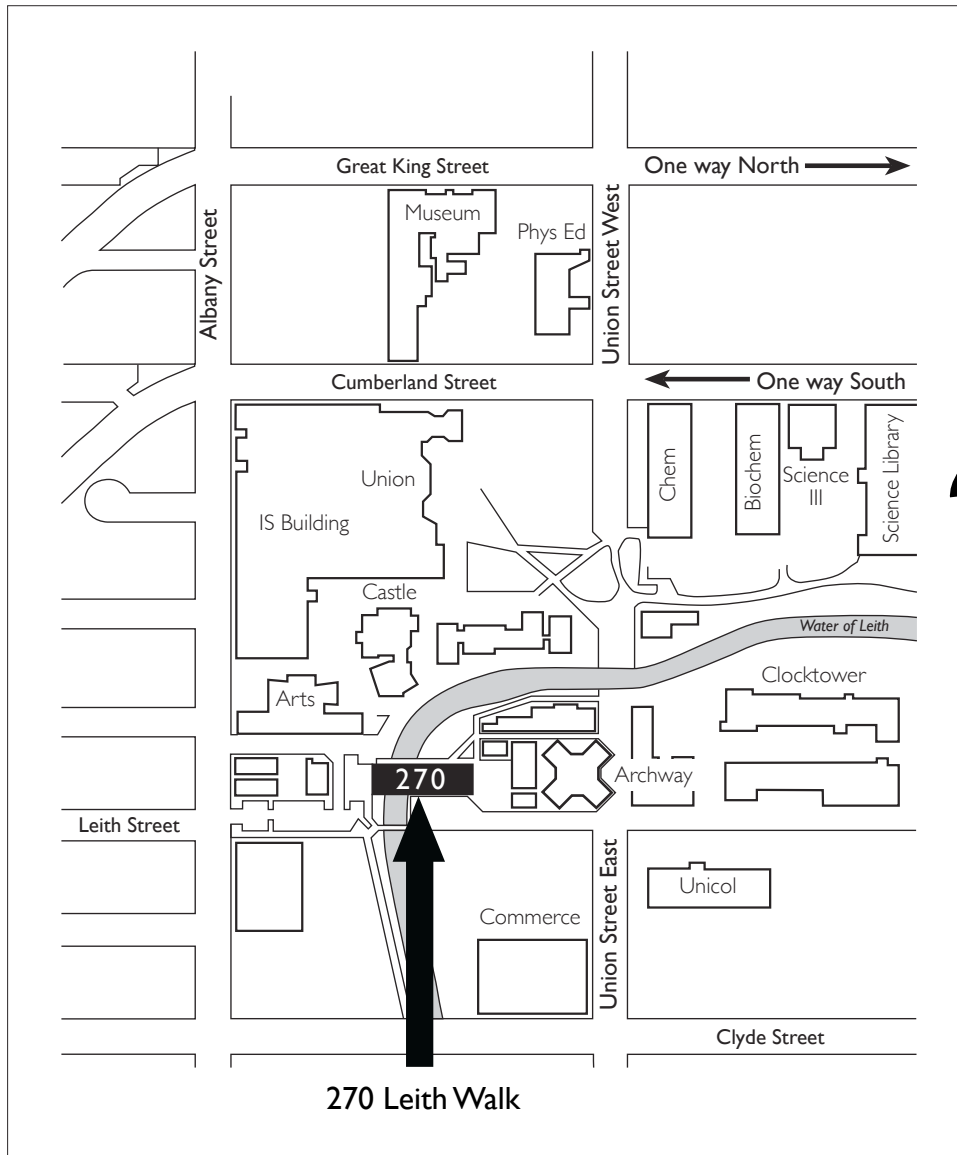 Great King Street
One way North
Museum
Phys Ed
Albany Street
Union Street West
Cumberland Street
One way South
Union
IS Building
Chem
Biochem
Science
III
Science Library
Castle
Water of Leith
Arts
Clocktower
270
Archway
Leith Street
Unicol
Commerce
Union Street East
Clyde Street
270 Leith Walk